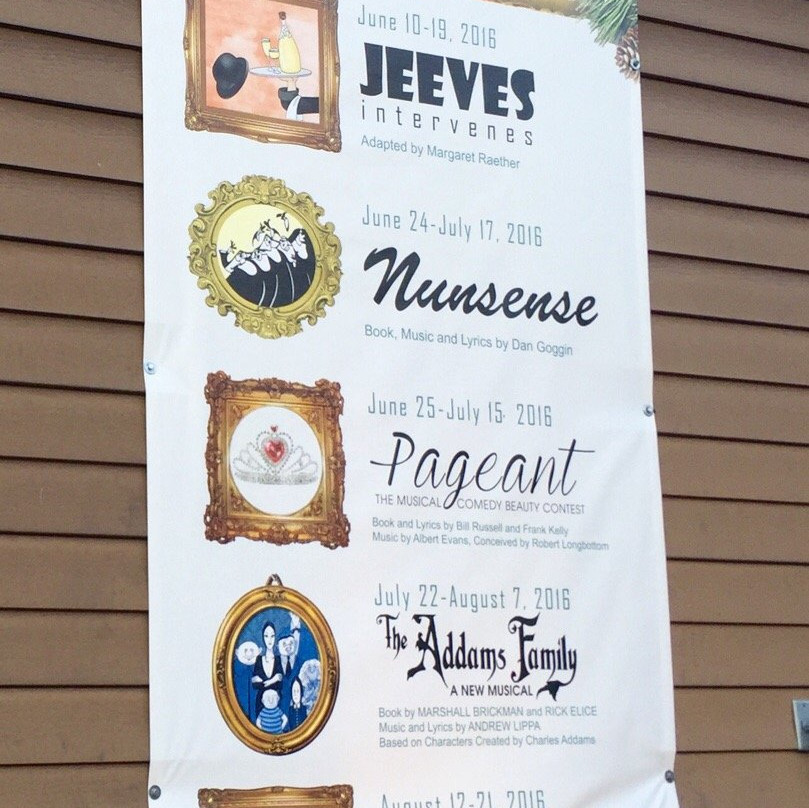 June 10-19, 2016
JEEVES
intervenes
Adapted by Margaret Raether
June 24-July 17, 2016
Nunsense
Book, Music and Lyrics by Dan Goggin
June 25-July 15, 2016
Pageant
THE MUSICAL COMEDY BEAUTY CONTEST
Book and Lyrics by Bill Russell and Frank Kelly
Music by Albert Evans, Conceived by Robert Longbottom
July 22-August 7, 2016
The Addams Family
A NEW MUSICAL
Book by MARSHALL BRICKMAN and RICK ELICE
Music and Lyrics by ANDREW LIPPA
Based on Characters Created by Charles Addams
August 12-21, 2016